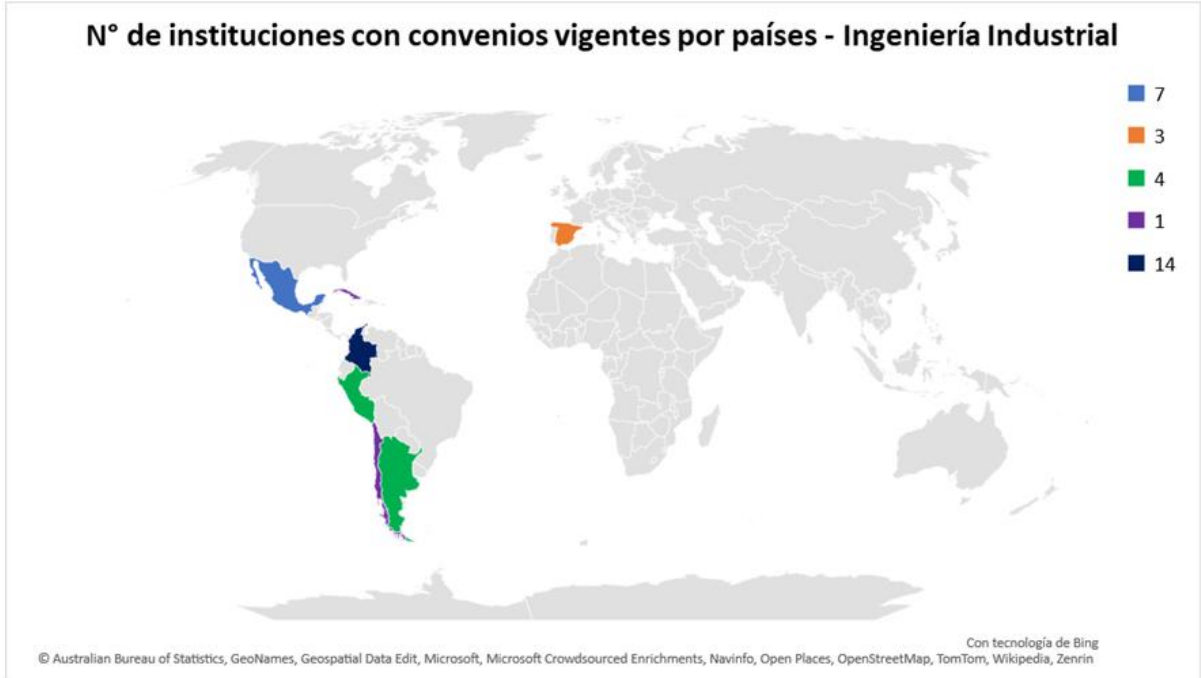 N° de instituciones con convenios vigentes por países - Ingeniería Industrial
7
3
4
1
14
Con tecnología de Bing
© Australian Bureau of Statistics, GeoNames, Geospatial Data Edit, Microsoft, Microsoft Crowdsourced Enrichments, Navinfo, Open Places, OpenStreetMap, TomTom, Wikipedia, Zenrin